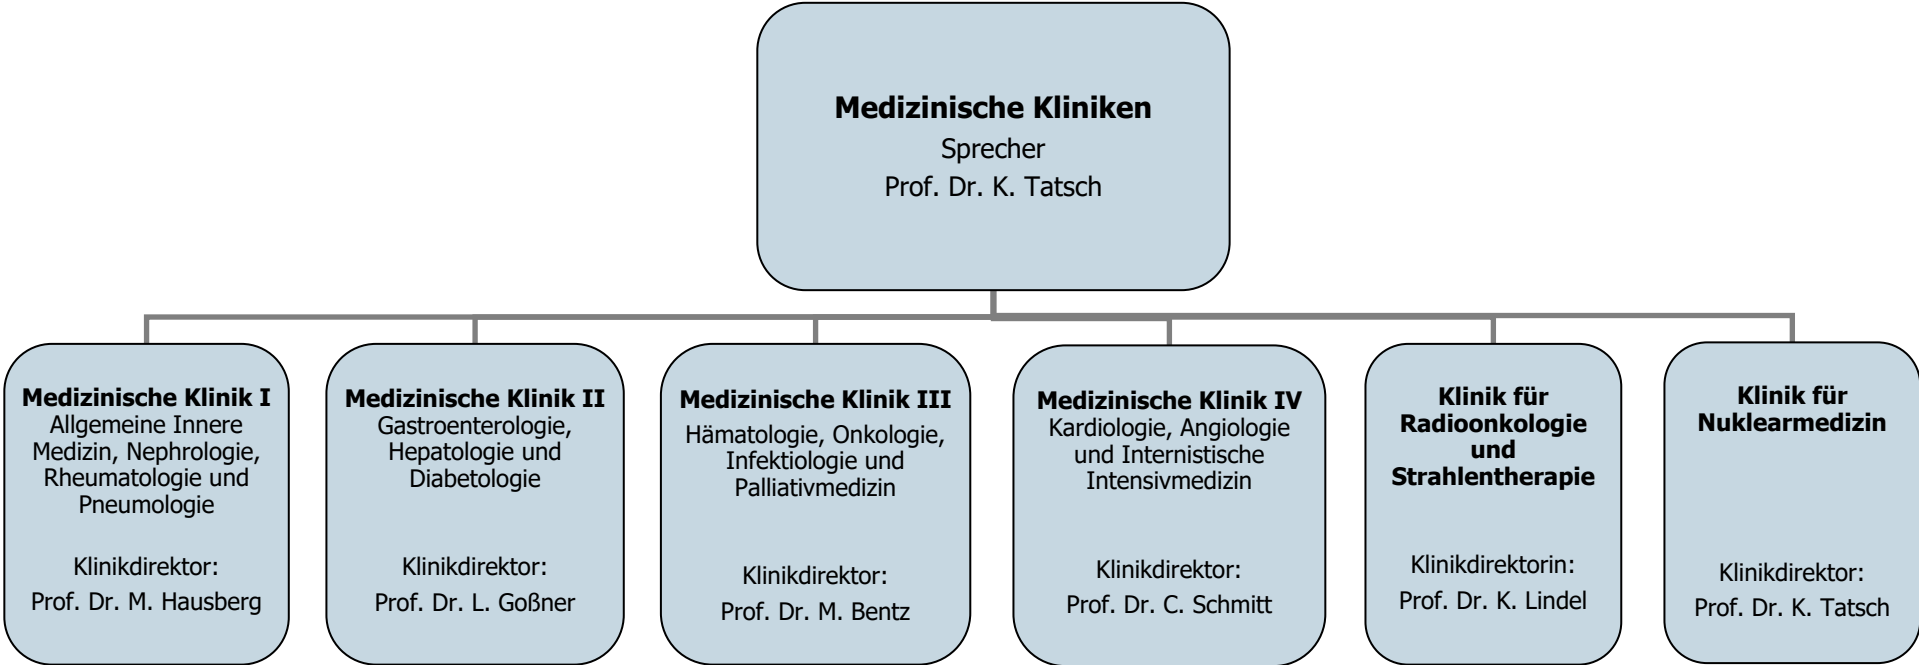 Medizinische Kliniken
Sprecher
Prof. Dr. K. Tatsch
Medizinische Klinik I
Allgemeine Innere
Medizin, Nephrologie,
Rheumatologie und
Pneumologie
Klinikdirektor:
Prof. Dr. M. Hausberg
Medizinische Klinik II
Gastroenterologie,
Hepatologie und
Diabetologie
Klinikdirektor:
Prof. Dr. L. Goßner
Medizinische Klinik III
Hämatologie, Onkologie,
Infektiologie und
Palliativmedizin
Klinikdirektor:
Prof. Dr. M. Bentz
Medizinische Klinik IV
Kardiologie, Angiologie
und Internistische
Intensivmedizin
Klinikdirektor:
Prof. Dr. C. Schmitt
Klinik für
Radioonkologie
und
Strahlentherapie
Klinikdirektorin:
Prof. Dr. K. Lindel
Klinik für
Nuklearmedizin
Klinikdirektor:
Prof. Dr. K. Tatsch